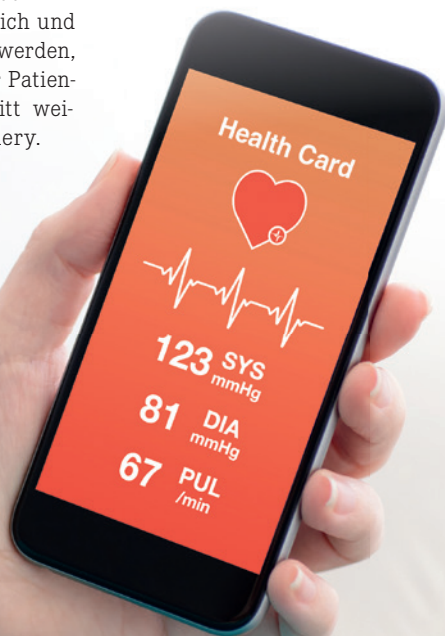 ich und
werden,
Patien-
itt wei-
ery.
Health Card
123 SYS
mmHg
81 DIA
mmHg
67 PUL
/min